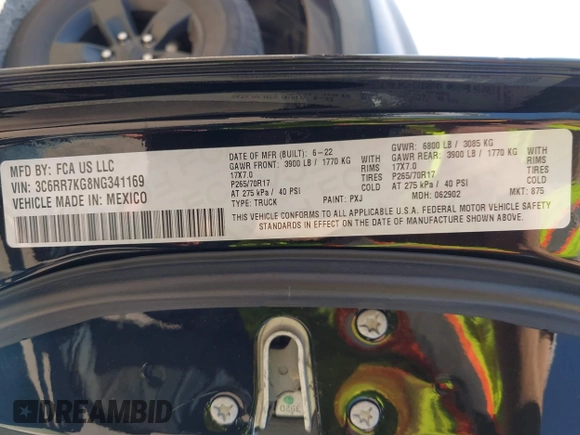 MFD BY: FCA US LLC
VIN: 3C6RR7KG8NG341169
VEHICLE MADE IN: MEXICO
DATE OF MFR (BUILT): 6-22
GAWR FRONT: 3900 LB / 1770 KG
17X7.0
P265/70R17
AT 275 kPa / 40 PSI
TYPE: TRUCK
WITH
RIMS
TIRES
COLD
PAINT: PXJ
GVWR: 6800 LB / 3085 KG
GAWR REAR: 3900 LB / 1770 KG
17X7.0
P265/70R17
AT 275 kPa / 40 PSI
MDH: 062902
WITH
RIMS
TIRES
COLD
MKT: 875
THIS VEHICLE CONFORMS TO ALL APPLICABLE U.S.A. FEDERAL MOTOR VEHICLE SAFETY
STANDARDS IN EFFECT ON THE DATE OF MANUFACTURE SHOWN ABOVE.
DREAMBID